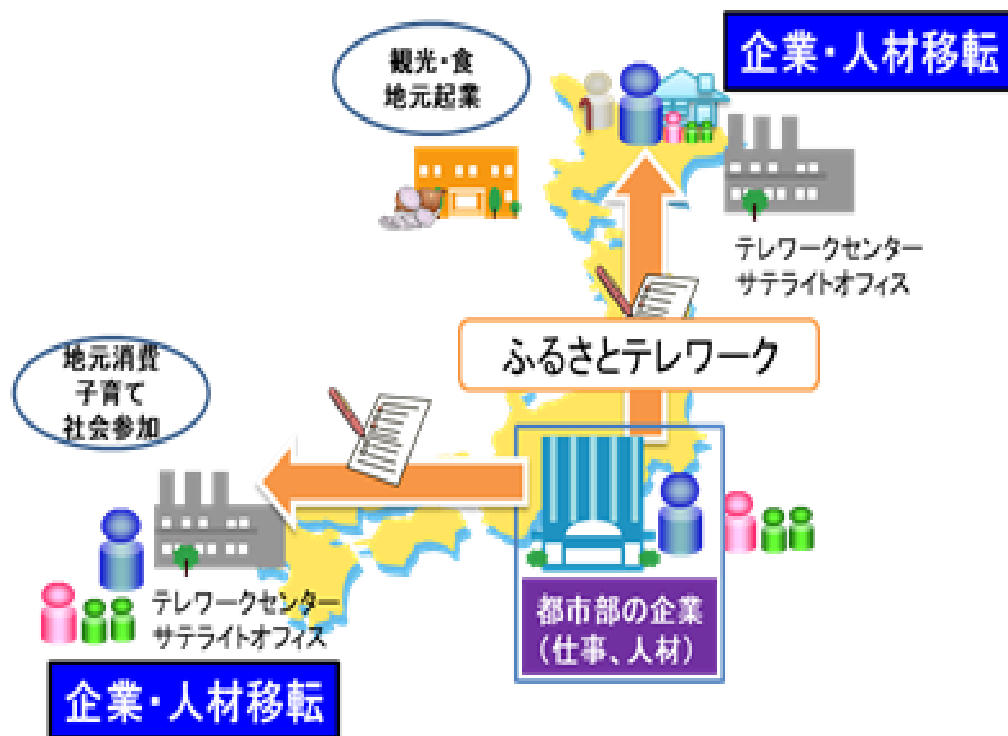 企業・人材移転
観光・食
地元起業
テレワークセンター
サテライトオフィス
ふるさとテレワーク
地元消費
子育て
社会参加
テレワークセンター
サテライトオフィス
都市部の企業
（仕事、人材）
企業・人材移転